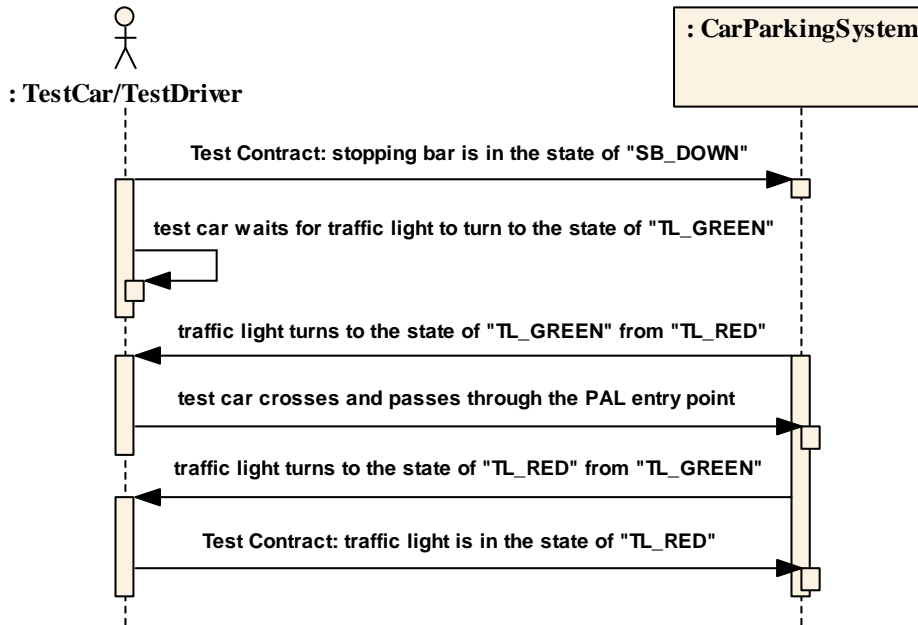 : CarParkingSystem
: TestCar/TestDriver
Test Contract: stopping bar is in the state of "SB_DOWN"
test car waits for traffic light to turn to the state of "TL_GREEN"
traffic light turns to the state of "TL_GREEN" from "TL_RED"
test car crosses and passes through the PAL entry point
traffic light turns to the state of "TL_RED" from "TL_GREEN"
Test Contract: traffic light is in the state of "TL_RED"